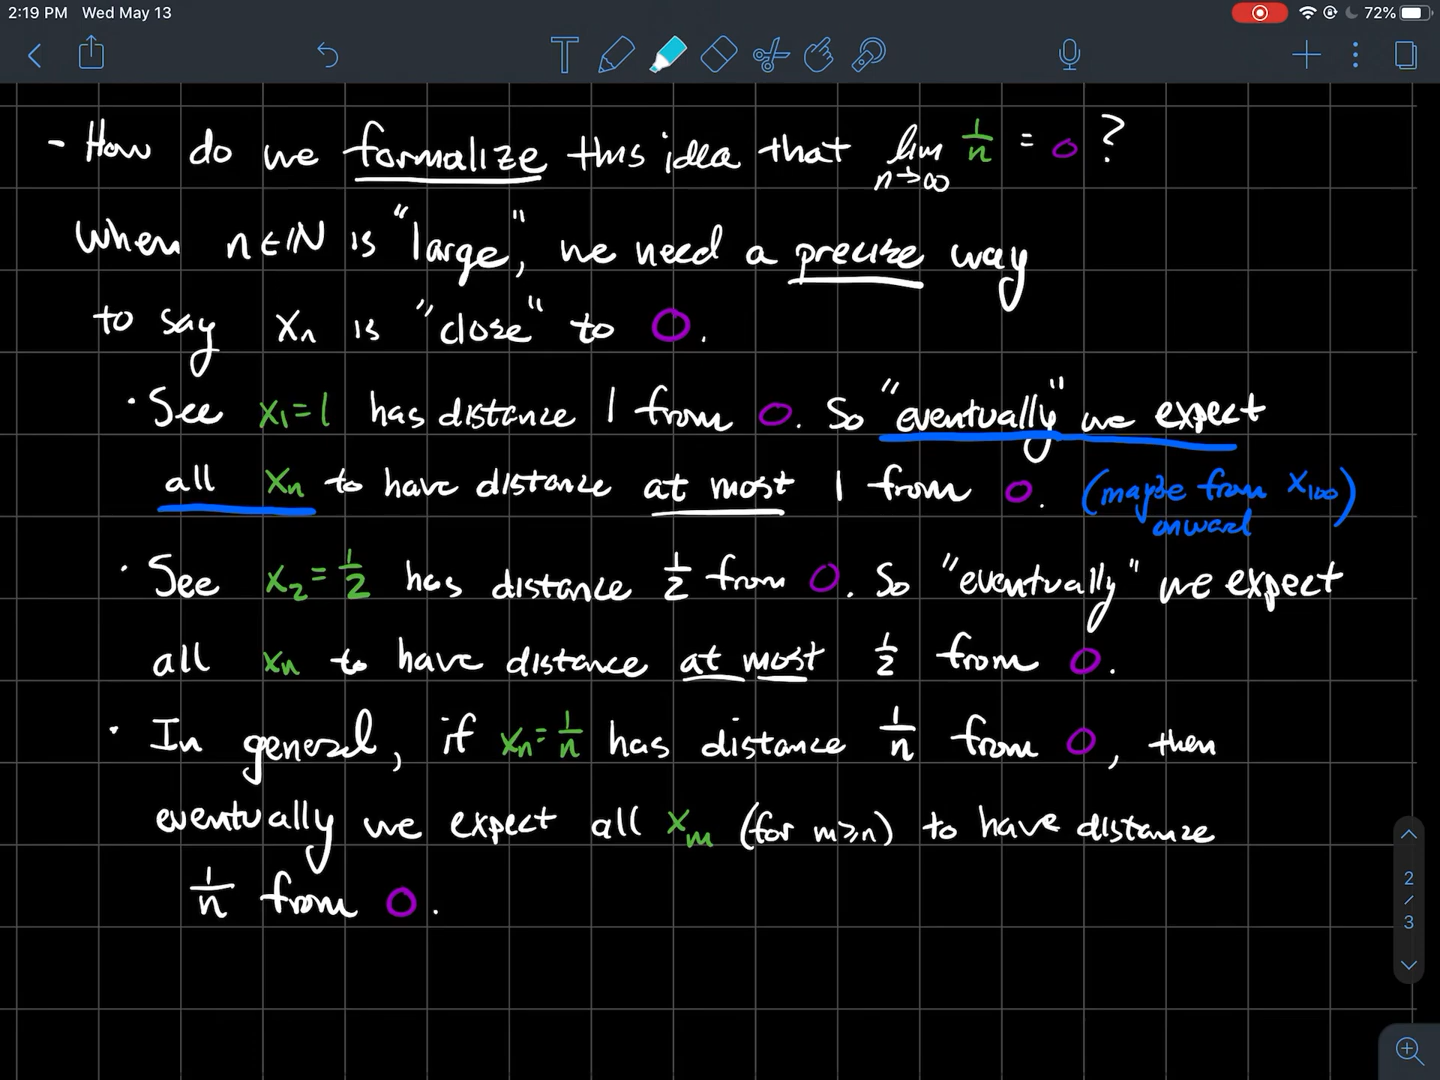 2:19 PM Wed May 13 72%
- How do we formalize this idea that lim n→∞ 1/n = 0 ?
When n∈ℕ is "large", we need a precise way
to say xₙ is "close" to 0.
· See x₁=1 has distance 1 from 0. So "eventually" we expect
all xₙ to have distance at most 1 from 0. (maybe from x₁₀₀ onward)
· See x₂=1/2 has distance 1/2 from 0. So "eventually" we expect
all xₙ to have distance at most 1/2 from 0.
· In general, if xₙ=1/n has distance 1/n from 0, then
eventually we expect all xₘ (for m≥n) to have distance
1/n from 0.
2/3